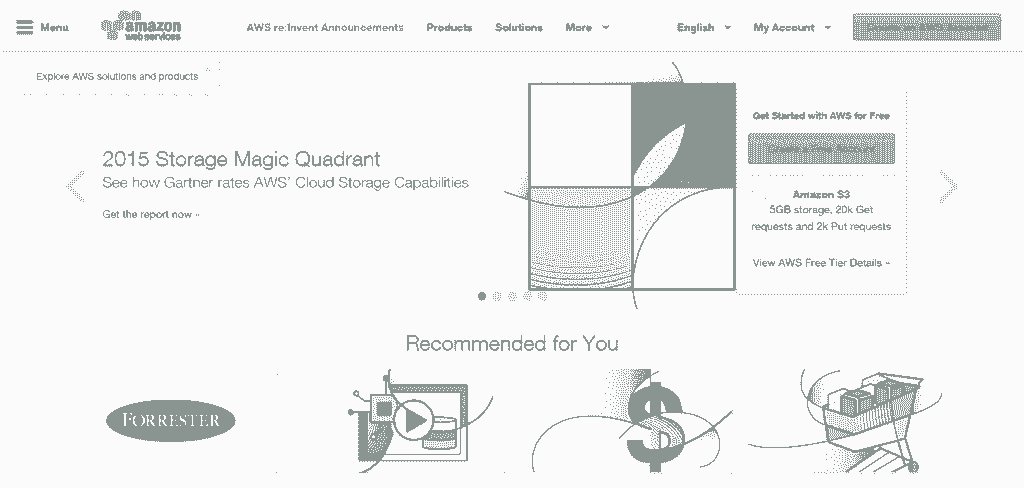 Menu
amazon
web services
AWS re:Invent Announcements
Products
Solutions
More
English
My Account
Explore AWS solutions and products
2015 Storage Magic Quadrant
See how Gartner rates AWS' Cloud Storage Capabilities
Get the report now »
Get Started with AWS for Free
Amazon S3
5GB storage, 20k Get
requests and 2k Put requests
View AWS Free Tier Details »
Recommended for You
FORRESTER